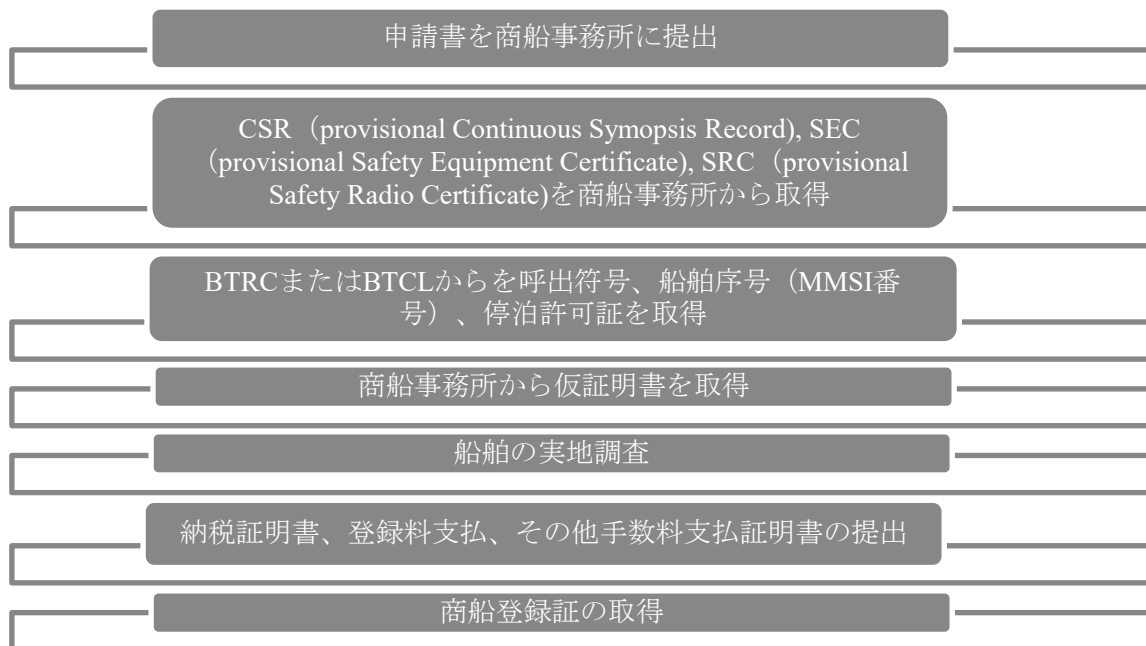 申請書を商船事務所に提出
CSR（provisional Continuous Symopsis Record), SEC
（provisional Safety Equipment Certificate), SRC（provisional
Safety Radio Certificate)を商船事務所から取得
BTRCまたはBTCLからを呼出符号、船舶序号（MMSI番
号）、停泊許可証を取得
商船事務所から仮証明書を取得
船舶の実地調査
納税証明書、登録料支払、その他手数料支払証明書の提出
商船登録証の取得